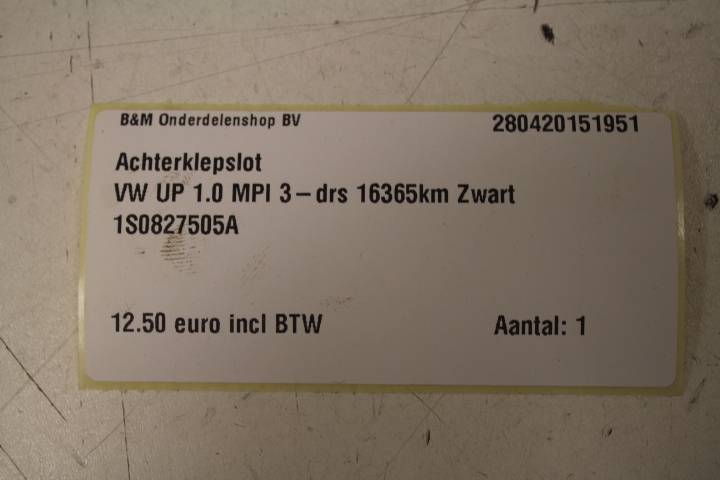 B&M Onderdelenshop BV 280420151951
Achterklepslot
VW UP 1.0 MPI 3-drs 16365km Zwart
1S0827505A
12.50 euro incl BTW Aantal: 1